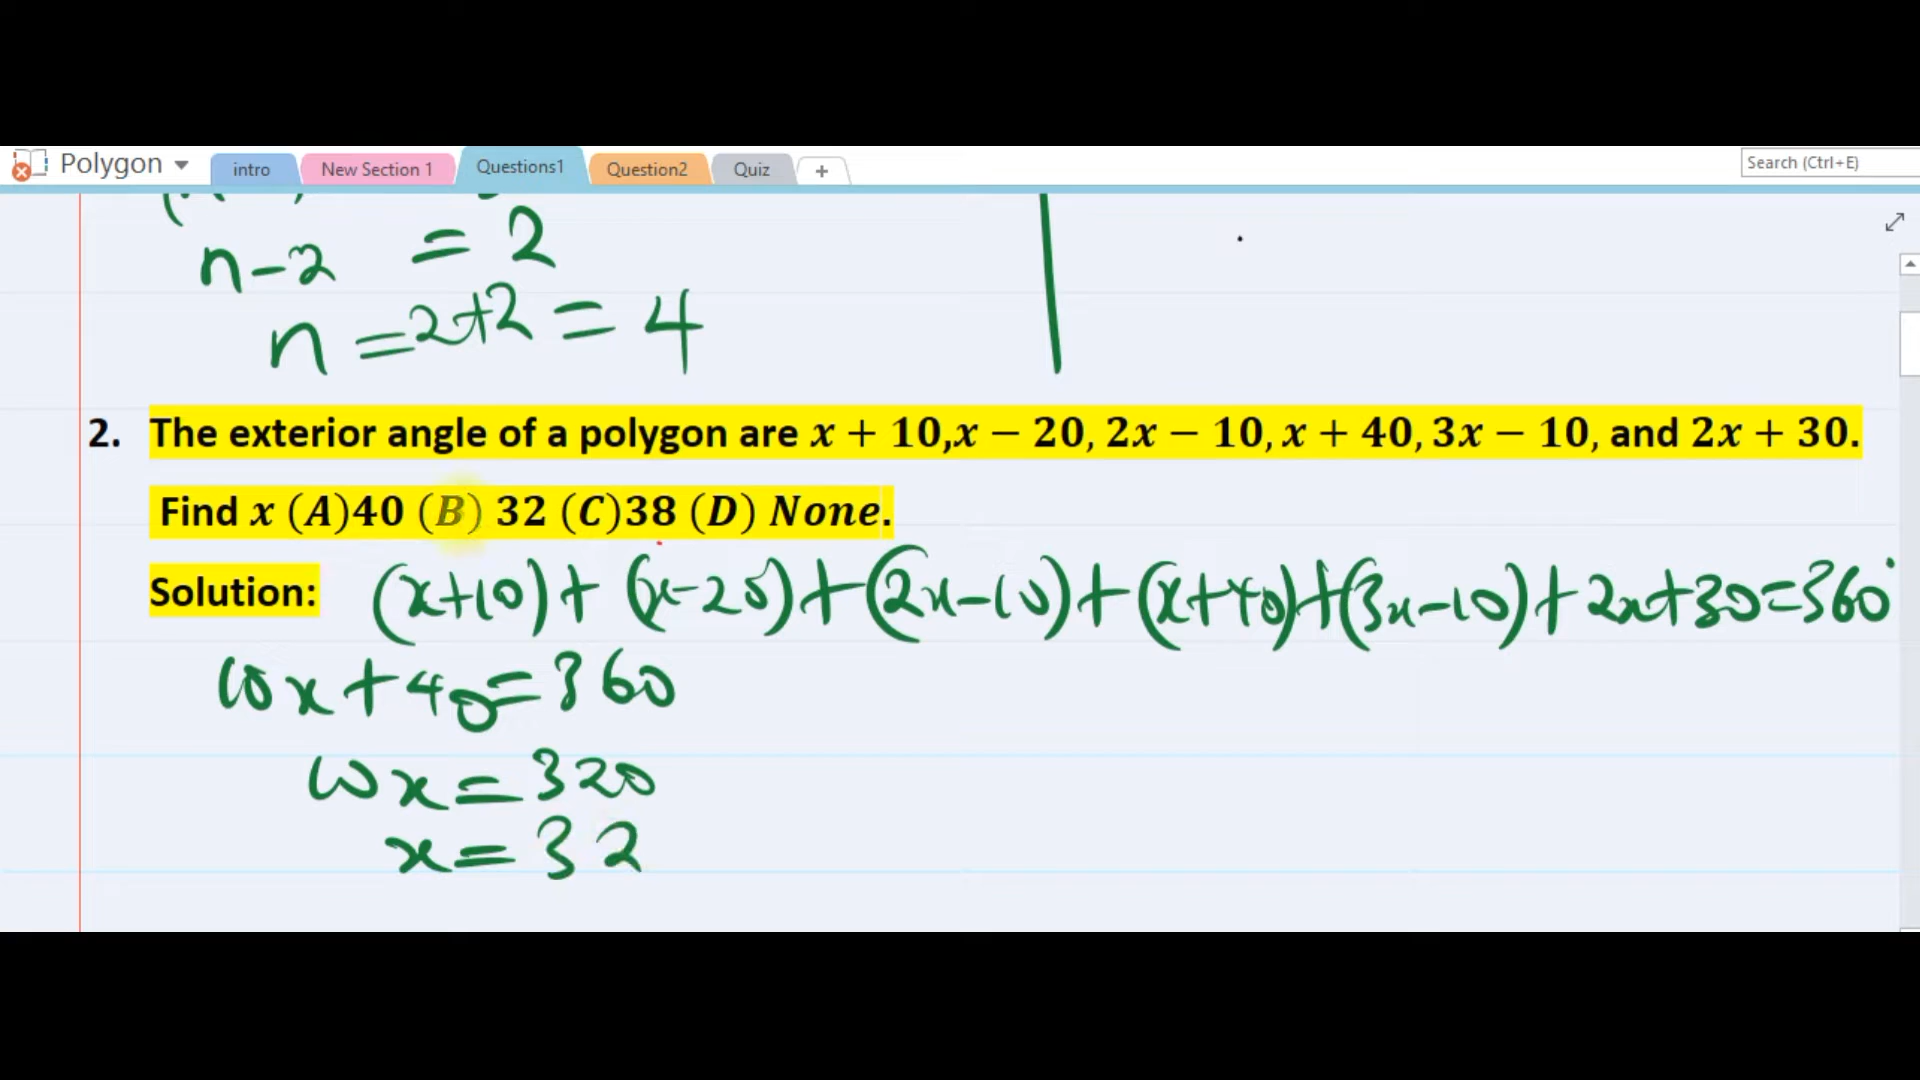 Polygon intro New Section 1 Questions1 Question2 Quiz + Search (Ctrl+E)
n-2 = 2
n = 2+2 = 4
2. The exterior angle of a polygon are x + 10,x − 20, 2x − 10, x + 40, 3x − 10, and 2x + 30.
Find x (A)40 (B) 32 (C)38 (D) None.
Solution: (x+10) + (x-20) + (2x-10) + (x+40) + (3x-10) + 2x+30=360°
10x+40=360
10x=320
x=32